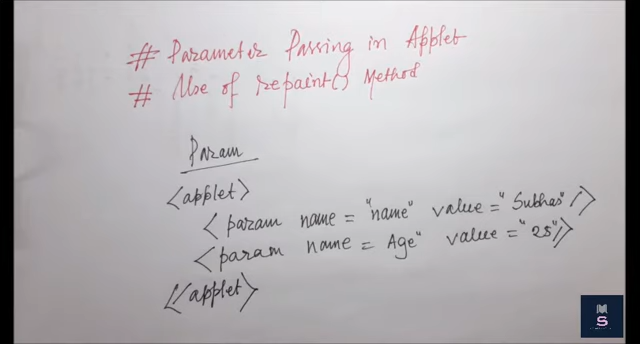 # Parameter Passing in Applet
# Use of repaint() Method
Param
<applet>
<param name = "name" value = "Subhas"/>
<param name = Age" value = "25"/>
</applet>
S